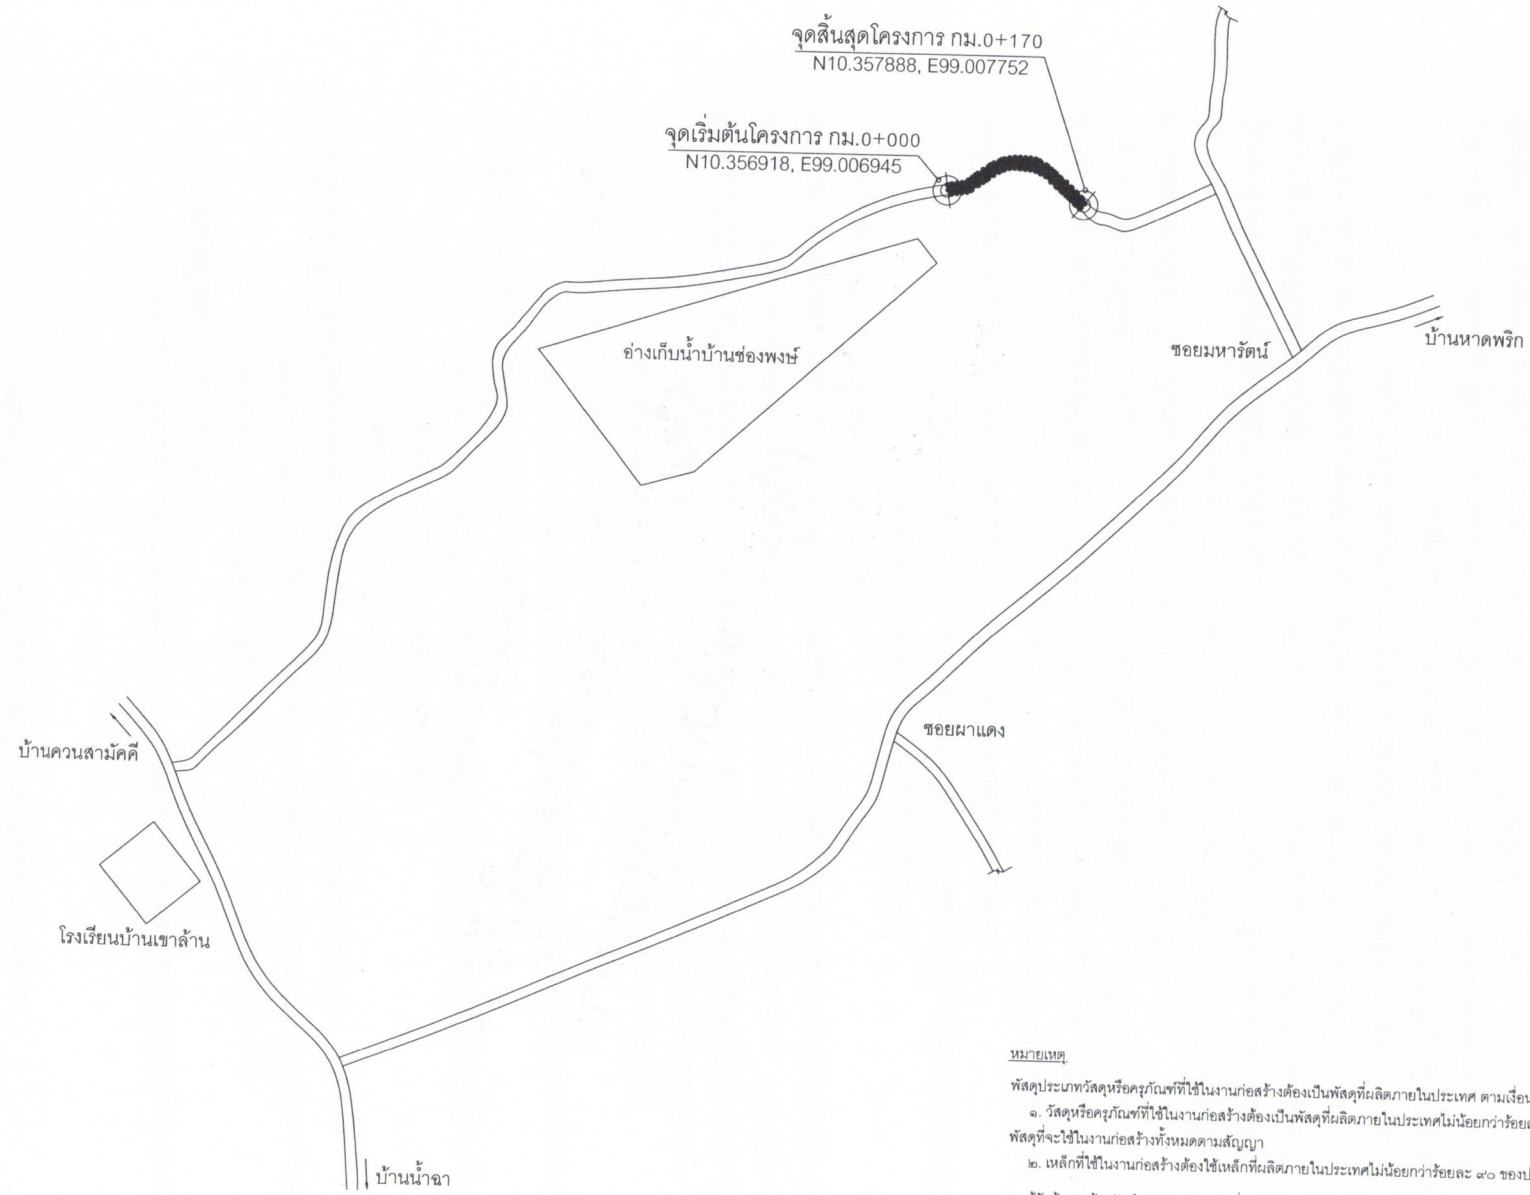 จุดสิ้นสุดโครงการ กม.0+170
N10.357888, E99.007752
จุดเริ่มต้นโครงการ กม.0+000
N10.356918, E99.006945
อ่างเก็บน้ำบ้านช่องพงษ์
ซอยมหารัตน์
บ้านหาดพริก
ซอยผาแดง
บ้านควนสามัคคี
โรงเรียนบ้านเขาล้าน
บ้านน้ำฉา
หมายเหตุ
พัสดุประเภทวัสดุหรือครุภัณฑ์ที่ใช้ในงานก่อสร้างต้องเป็นพัสดุที่ผลิตภายในประเทศ ตามเงื่อน
๑. วัสดุหรือครุภัณฑ์ที่ใช้ในงานก่อสร้างต้องเป็นพัสดุที่ผลิตภายในประเทศไม่น้อยกว่าร้อยละ
พัสดุที่จะใช้ในงานก่อสร้างทั้งหมดตามสัญญา
๒. เหล็กที่ใช้ในงานก่อสร้างต้องใช้เหล็กที่ผลิตภายในประเทศไม่น้อยกว่าร้อยละ ๙๐ ของป